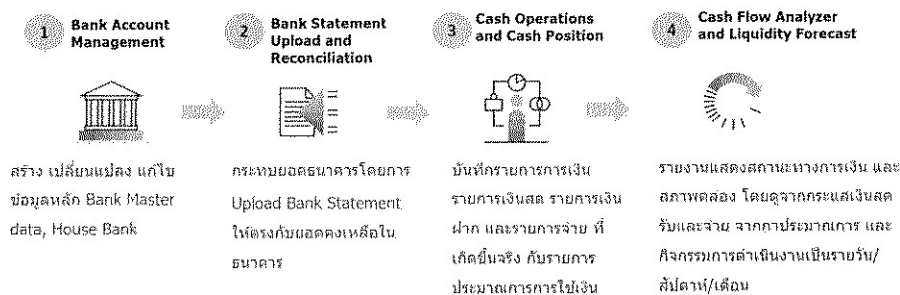 1
Bank Account
Management
สร้าง เปลี่ยนแปลง แก้ไข
ข้อมูลหลัก Bank Master
data, House Bank
2
Bank Statement
Upload and
Reconciliation
กระทบยอดธนาคารโดยการ
Upload Bank Statement
ให้ตรงกับยอดคงเหลือใน
ธนาคาร
3
Cash Operations
and Cash Position
บันทึกรายการการเงิน
รายการเงินสด รายการเงิน
ฝาก และรายการจ่าย ที่
เกิดขึ้นจริง กับรายการ
ประมาณการการใช้เงิน
4
Cash Flow Analyzer
and Liquidity Forecast
รายงานแสดงสถานะทางการเงิน และ
สภาพคล่อง โดยดูจากกระแสเงินสด
รับและจ่าย จากการประมาณการ และ
กิจกรรมการดำเนินงานเป็นรายวัน/
สัปดาห์/เดือน